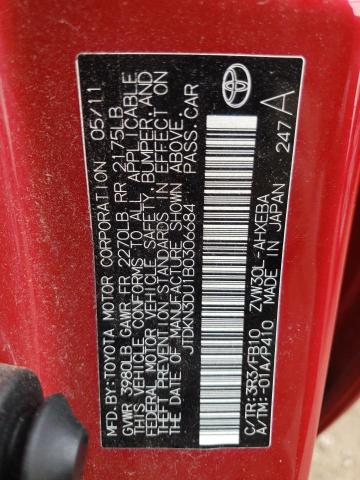 MFD.BY:TOYOTA MOTOR CORPORATION 05/11
GVWR 3980LB GAWR FR 2270LB RR 2175LB
THIS VEHICLE CONFORMS TO ALL APPLICABLE
FEDERAL MOTOR VEHICLE SAFETY, BUMPER, AND
THEFT PREVENTION STANDARDS IN EFFECT ON
THE DATE OF MANUFACTURE SHOWN ABOVE.
JTDKN3DU1B0306684 PASS. CAR
C/TR:3R3/FB10 ZVW30L-AHXEBA
A/TM:-01A/P410 MADE IN JAPAN 247A
TOYOTA